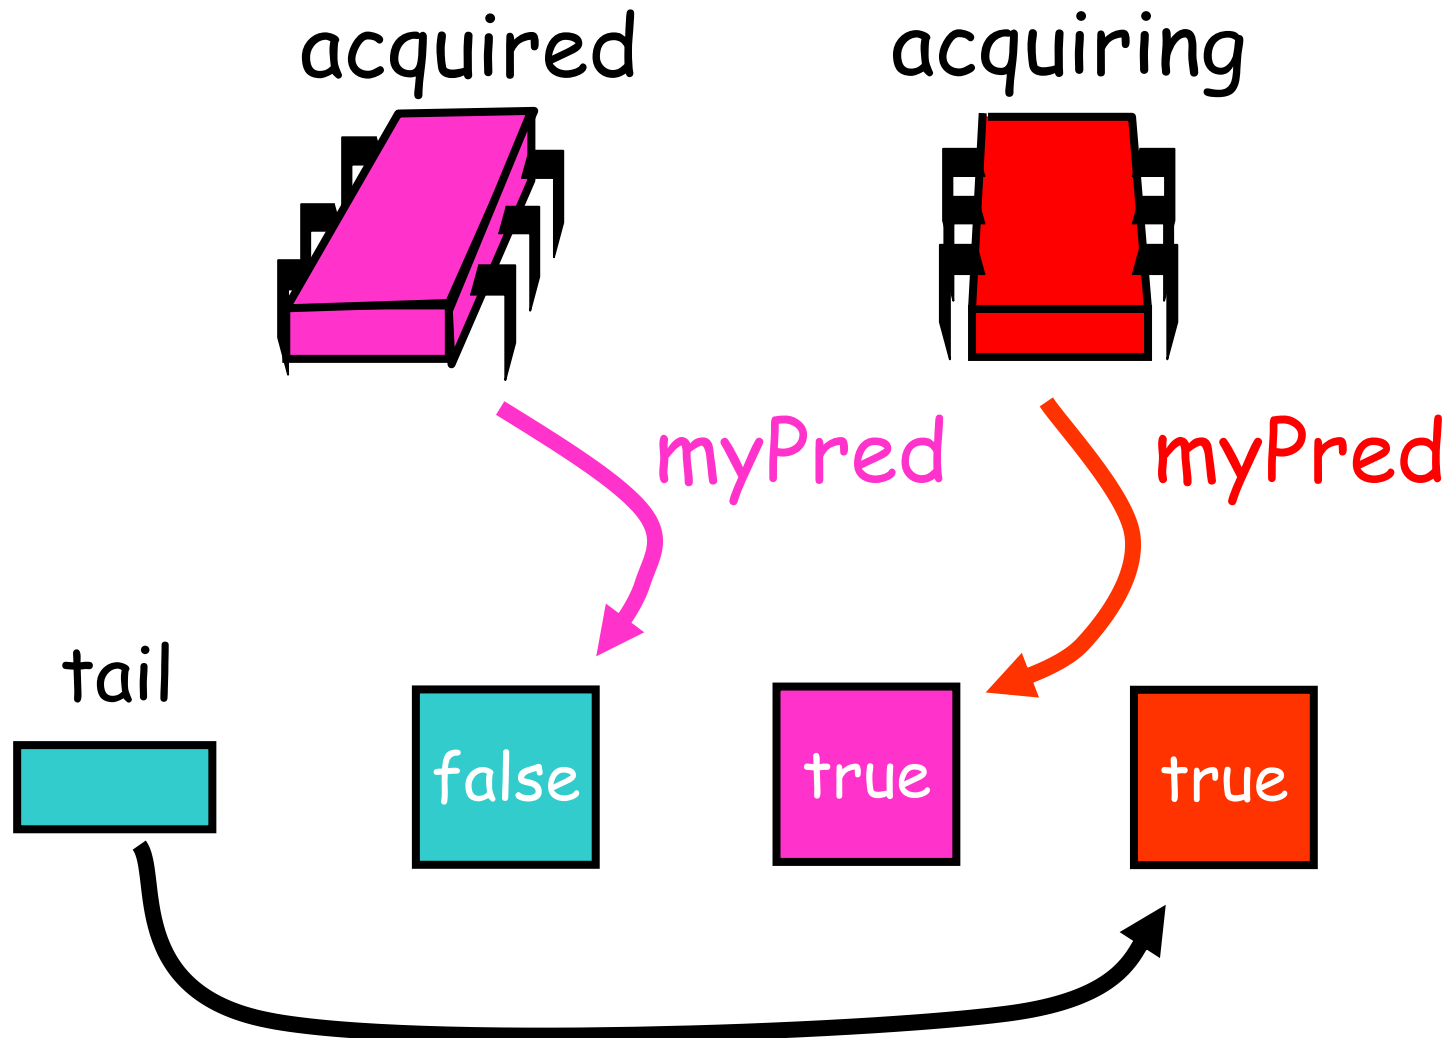 acquired
acquiring
myPred
myPred
tail
false
true
true